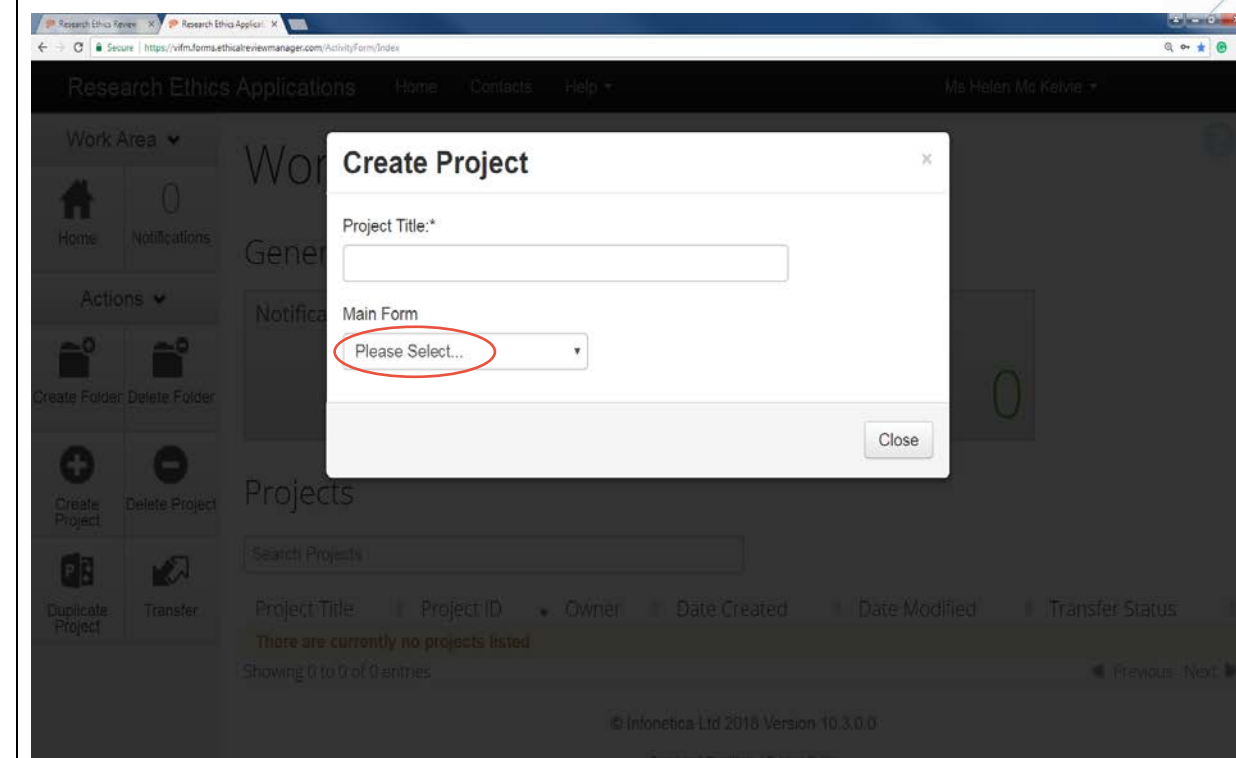 Research Ethics Review
Research Ethics Applicati
Secure | https://vifm.forms.ethicalreviewmanager.com/ActivityForm/Index
Research Ethics Applications Home Contacts Help Ms Helen Mc Kelvie
Work Area
Wor
Create Project ×
0
Home Notifications
Project Title:*
Gener
Actions
Notifica
Main Form
Please Select...
Create Folder Delete Folder
0
Close
Create Project Delete Project
Projects
Search Projects
Duplicate Project Transfer
Project Title Project ID Owner Date Created Date Modified Transfer Status
There are currently no projects listed
Showing 0 to 0 of 0 entries Previous Next
© Infonetica Ltd 2018 Version 10.3.0.0